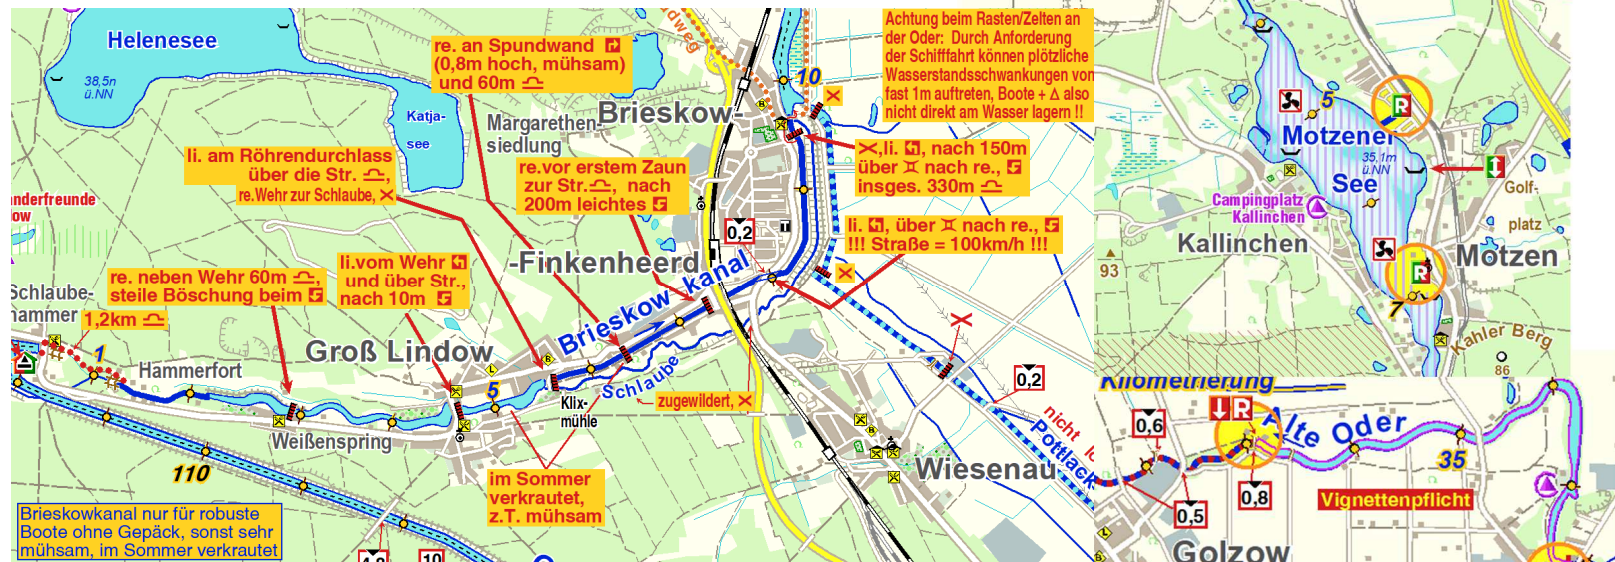 Helenesee
38,5n
ü.NN
Katja-
see
re. an Spundwand
(0,8m hoch, mühsam)
und 60m
Margarethen-
siedlung
Brieskow-
10
Achtung beim Rasten/Zelten an
der Oder: Durch Anforderung
der Schifffahrt können plötzliche
Wasserstandsschwankungen von
fast 1m auftreten, Boote + Δ also
nicht direkt am Wasser lagern !!
li. am Röhrendurchlass
über die Str.
re.Wehr zur Schlaube,
re.vor erstem Zaun
zur Str. , nach
200m leichtes
,li. , nach 150m
über nach re.,
insges. 330m
li. , über nach re.,
!!! Straße = 100km/h !!!
0,2
anderfreunde
ow
-Finkenheerd
re. neben Wehr 60m ,
steile Böschung beim
li.vom Wehr
und über Str.,
nach 10m
Schlaube-
hammer
1,2km
1
Hammerfort
Groß Lindow
Brieskow kanal
Schlaube
5
Klix-
mühle
zugewildert,
Weißenspring
110
im Sommer
verkrautet,
z.T. mühsam
Brieskowkanal nur für robuste
Boote ohne Gepäck, sonst sehr
mühsam, im Sommer verkrautet
10
0,2
nicht
Pottlack
Wiesenau
5
R
Motzener
35,1m
ü.NN
See
Campingplatz
Kallinchen
Kallinchen
93
Golf-
platz
Motzen
R
7
Kahler Berg
86
Kilometrierung
0,6
R
Alte Oder
35
0,8
0,5
Vignettenpflicht
Golzow